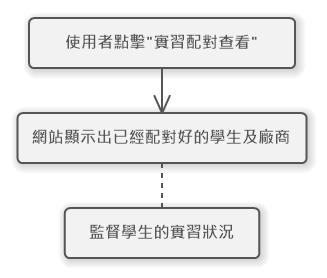 使用者點擊"實習配對查看"
網站顯示出已經配對好的學生及廠商
監督學生的實習狀況